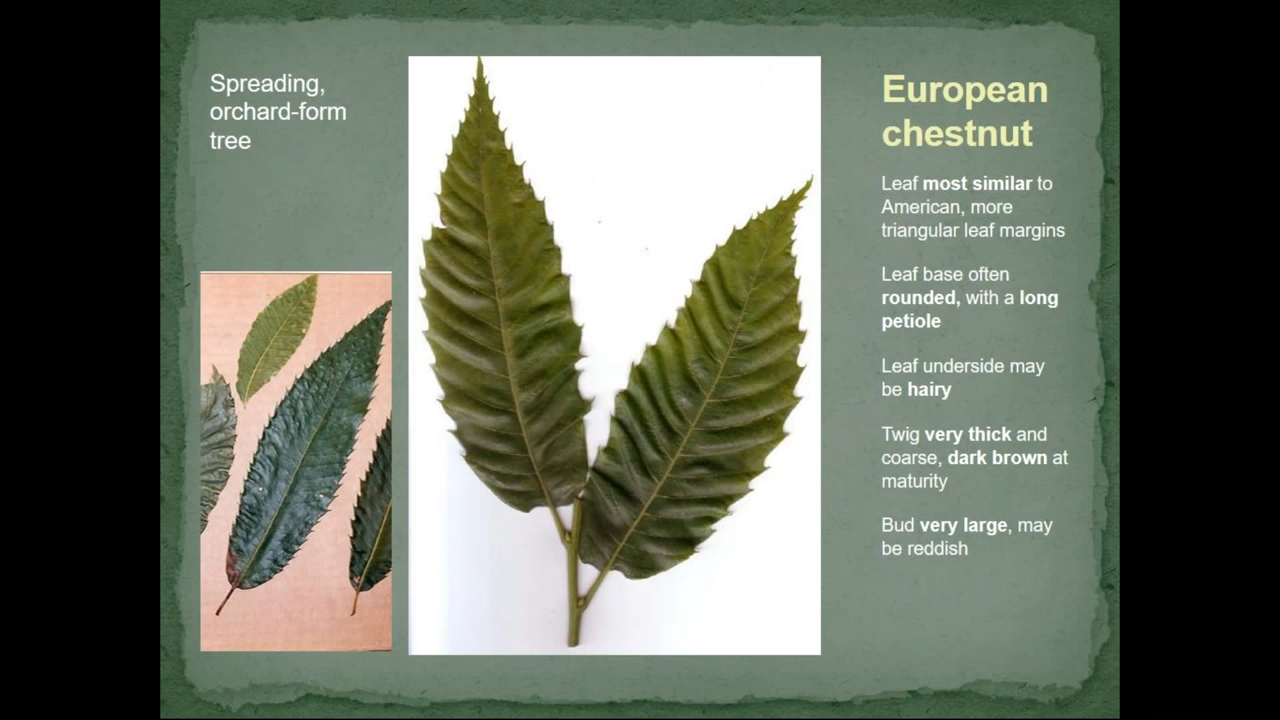 Spreading,
orchard-form
tree
European
chestnut
Leaf most similar to
American, more
triangular leaf margins
Leaf base often
rounded, with a long
petiole
Leaf underside may
be hairy
Twig very thick and
coarse, dark brown at
maturity
Bud very large, may
be reddish